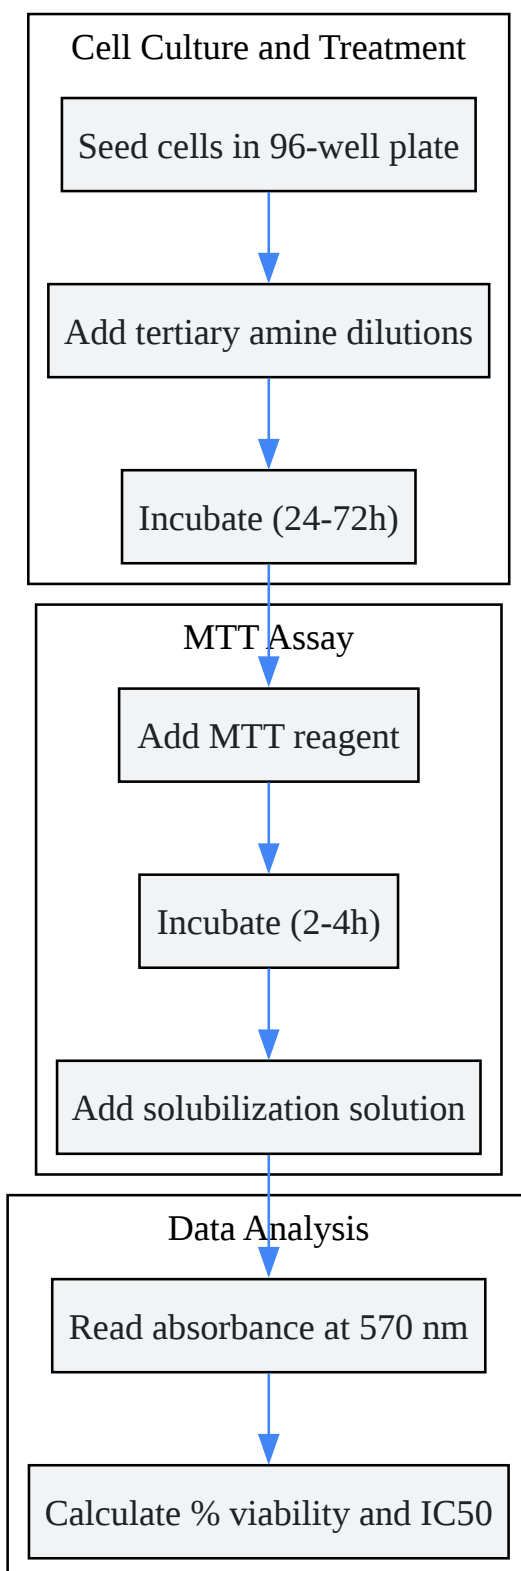 Cell Culture and Treatment
Seed cells in 96-well plate
Add tertiary amine dilutions
Incubate (24-72h)
MTT Assay
Add MTT reagent
Incubate (2-4h)
Add solubilization solution
Data Analysis
Read absorbance at 570 nm
Calculate % viability and IC50